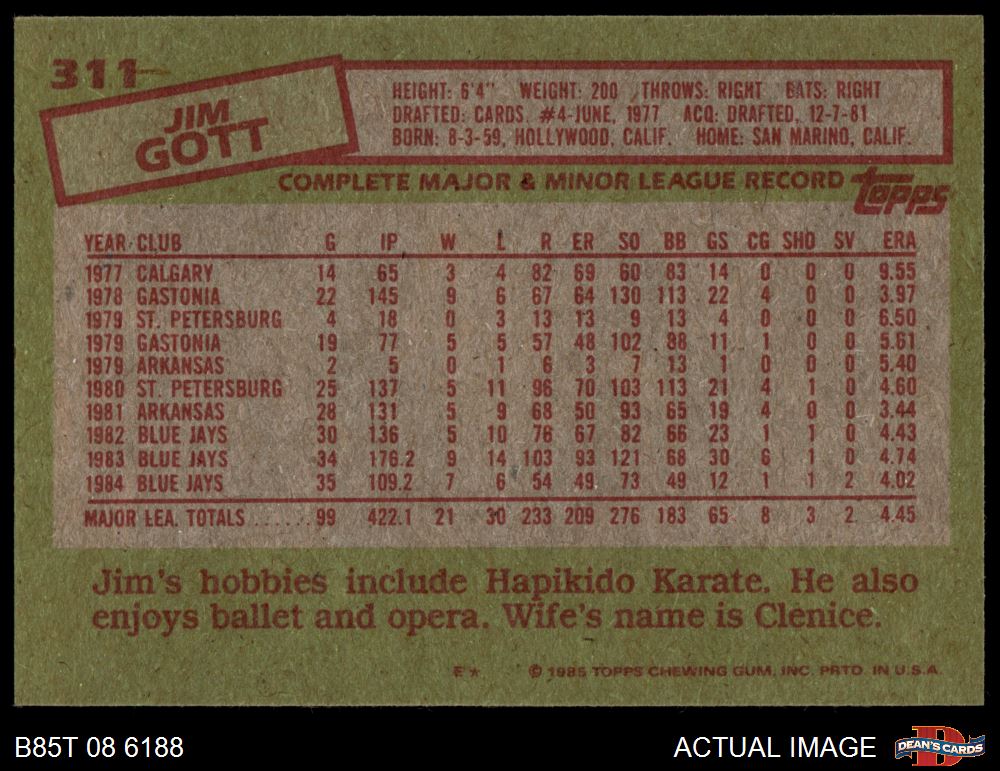 311
JIM
GOTT
HEIGHT: 6'4" WEIGHT: 200 THROWS: RIGHT BATS: RIGHT
DRAFTED: CARDS. #4-JUNE, 1977 ACQ: DRAFTED, 12-7-81
BORN: 8-3-59, HOLLYWOOD, CALIF. HOME: SAN MARINO, CALIF.
COMPLETE MAJOR & MINOR LEAGUE RECORD topps
YEAR CLUB G IP W L R ER SO BB GS CG SHO SV ERA
1977 CALGARY 14 65 3 4 82 69 60 83 14 0 0 0 9.55
1978 GASTONIA 22 145 9 6 67 64 130 113 22 4 0 0 3.97
1979 ST. PETERSBURG 4 18 0 3 13 13 9 13 4 0 0 0 6.50
1979 GASTONIA 19 77 5 5 57 48 102 88 11 1 0 0 5.61
1979 ARKANSAS 2 5 0 1 6 3 7 13 1 0 0 0 5.40
1980 ST. PETERSBURG 25 137 5 11 96 70 103 113 21 4 1 0 4.60
1981 ARKANSAS 28 131 5 9 68 50 93 65 19 4 0 0 3.44
1982 BLUE JAYS 30 136 5 10 76 67 82 66 23 1 1 0 4.43
1983 BLUE JAYS 34 176.2 9 14 103 93 121 68 30 6 1 0 4.74
1984 BLUE JAYS 35 109.2 7 6 54 49 73 49 12 1 1 2 4.02
MAJOR LEA. TOTALS ...... 99 422.1 21 30 233 209 276 183 65 8 3 2 4.45
Jim's hobbies include Hapikido Karate. He also
enjoys ballet and opera. Wife's name is Clenice.
E* © 1985 TOPPS CHEWING GUM, INC. PRTD. IN U.S.A.
B85T 08 6188 ACTUAL IMAGE DEAN'S CARDS